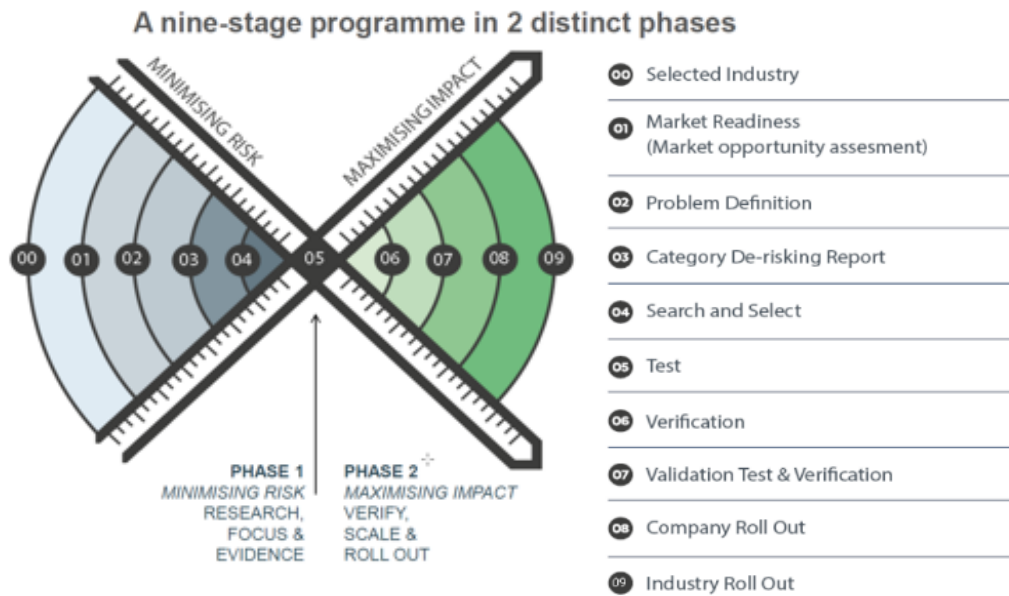 A nine-stage programme in 2 distinct phases
MINIMISING RISK
MAXIMISING IMPACT
00
01
02
03
04
05
06
07
08
09
PHASE 1
MINIMISING RISK
RESEARCH,
FOCUS &
EVIDENCE
PHASE 2
MAXIMISING IMPACT
VERIFY,
SCALE &
ROLL OUT
00 Selected Industry
01 Market Readiness
(Market opportunity assesment)
02 Problem Definition
03 Category De-risking Report
04 Search and Select
05 Test
06 Verification
07 Validation Test & Verification
08 Company Roll Out
09 Industry Roll Out